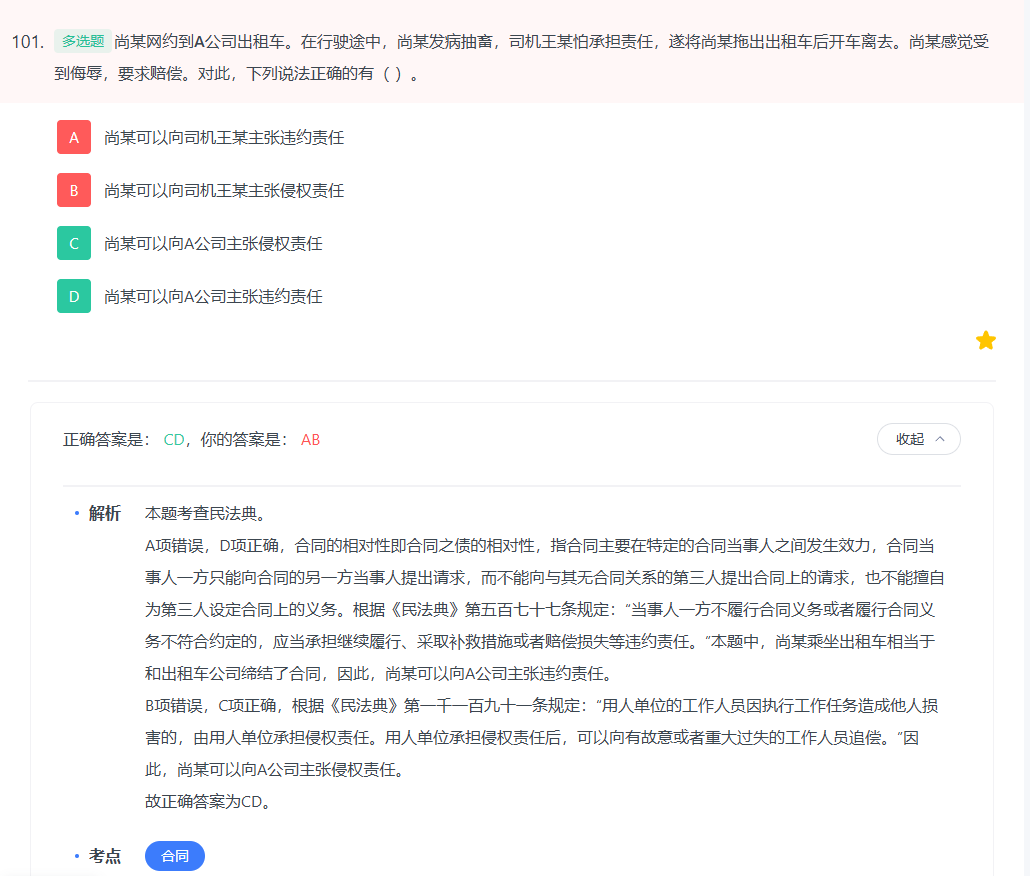 101. 多选题 尚某网约到A公司出租车。在行驶途中，尚某发病抽畜，司机王某怕承担责任，遂将尚某拖出出租车后开车离去。尚某感觉受
到侮辱，要求赔偿。对此，下列说法正确的有（ ）。
A 尚某可以向司机王某主张违约责任
B 尚某可以向司机王某主张侵权责任
C 尚某可以向A公司主张侵权责任
D 尚某可以向A公司主张违约责任
正确答案是： CD，你的答案是： AB
收起
解析 本题考查民法典。
A项错误，D项正确，合同的相对性即合同之债的相对性，指合同主要在特定的合同当事人之间发生效力，合同当
事人一方只能向合同的另一方当事人提出请求，而不能向与其无合同关系的第三人提出合同上的请求，也不能擅自
为第三人设定合同上的义务。根据《民法典》第五百七十七条规定：“当事人一方不履行合同义务或者履行合同义
务不符合约定的，应当承担继续履行、采取补救措施或者赔偿损失等违约责任。”本题中，尚某乘坐出租车相当于
和出租车公司缔结了合同，因此，尚某可以向A公司主张违约责任。
B项错误，C项正确，根据《民法典》第一千一百九十一条规定：“用人单位的工作人员因执行工作任务造成他人损
害的，由用人单位承担侵权责任。用人单位承担侵权责任后，可以向有故意或者重大过失的工作人员追偿。”因
此，尚某可以向A公司主张侵权责任。
故正确答案为CD。
考点 合同